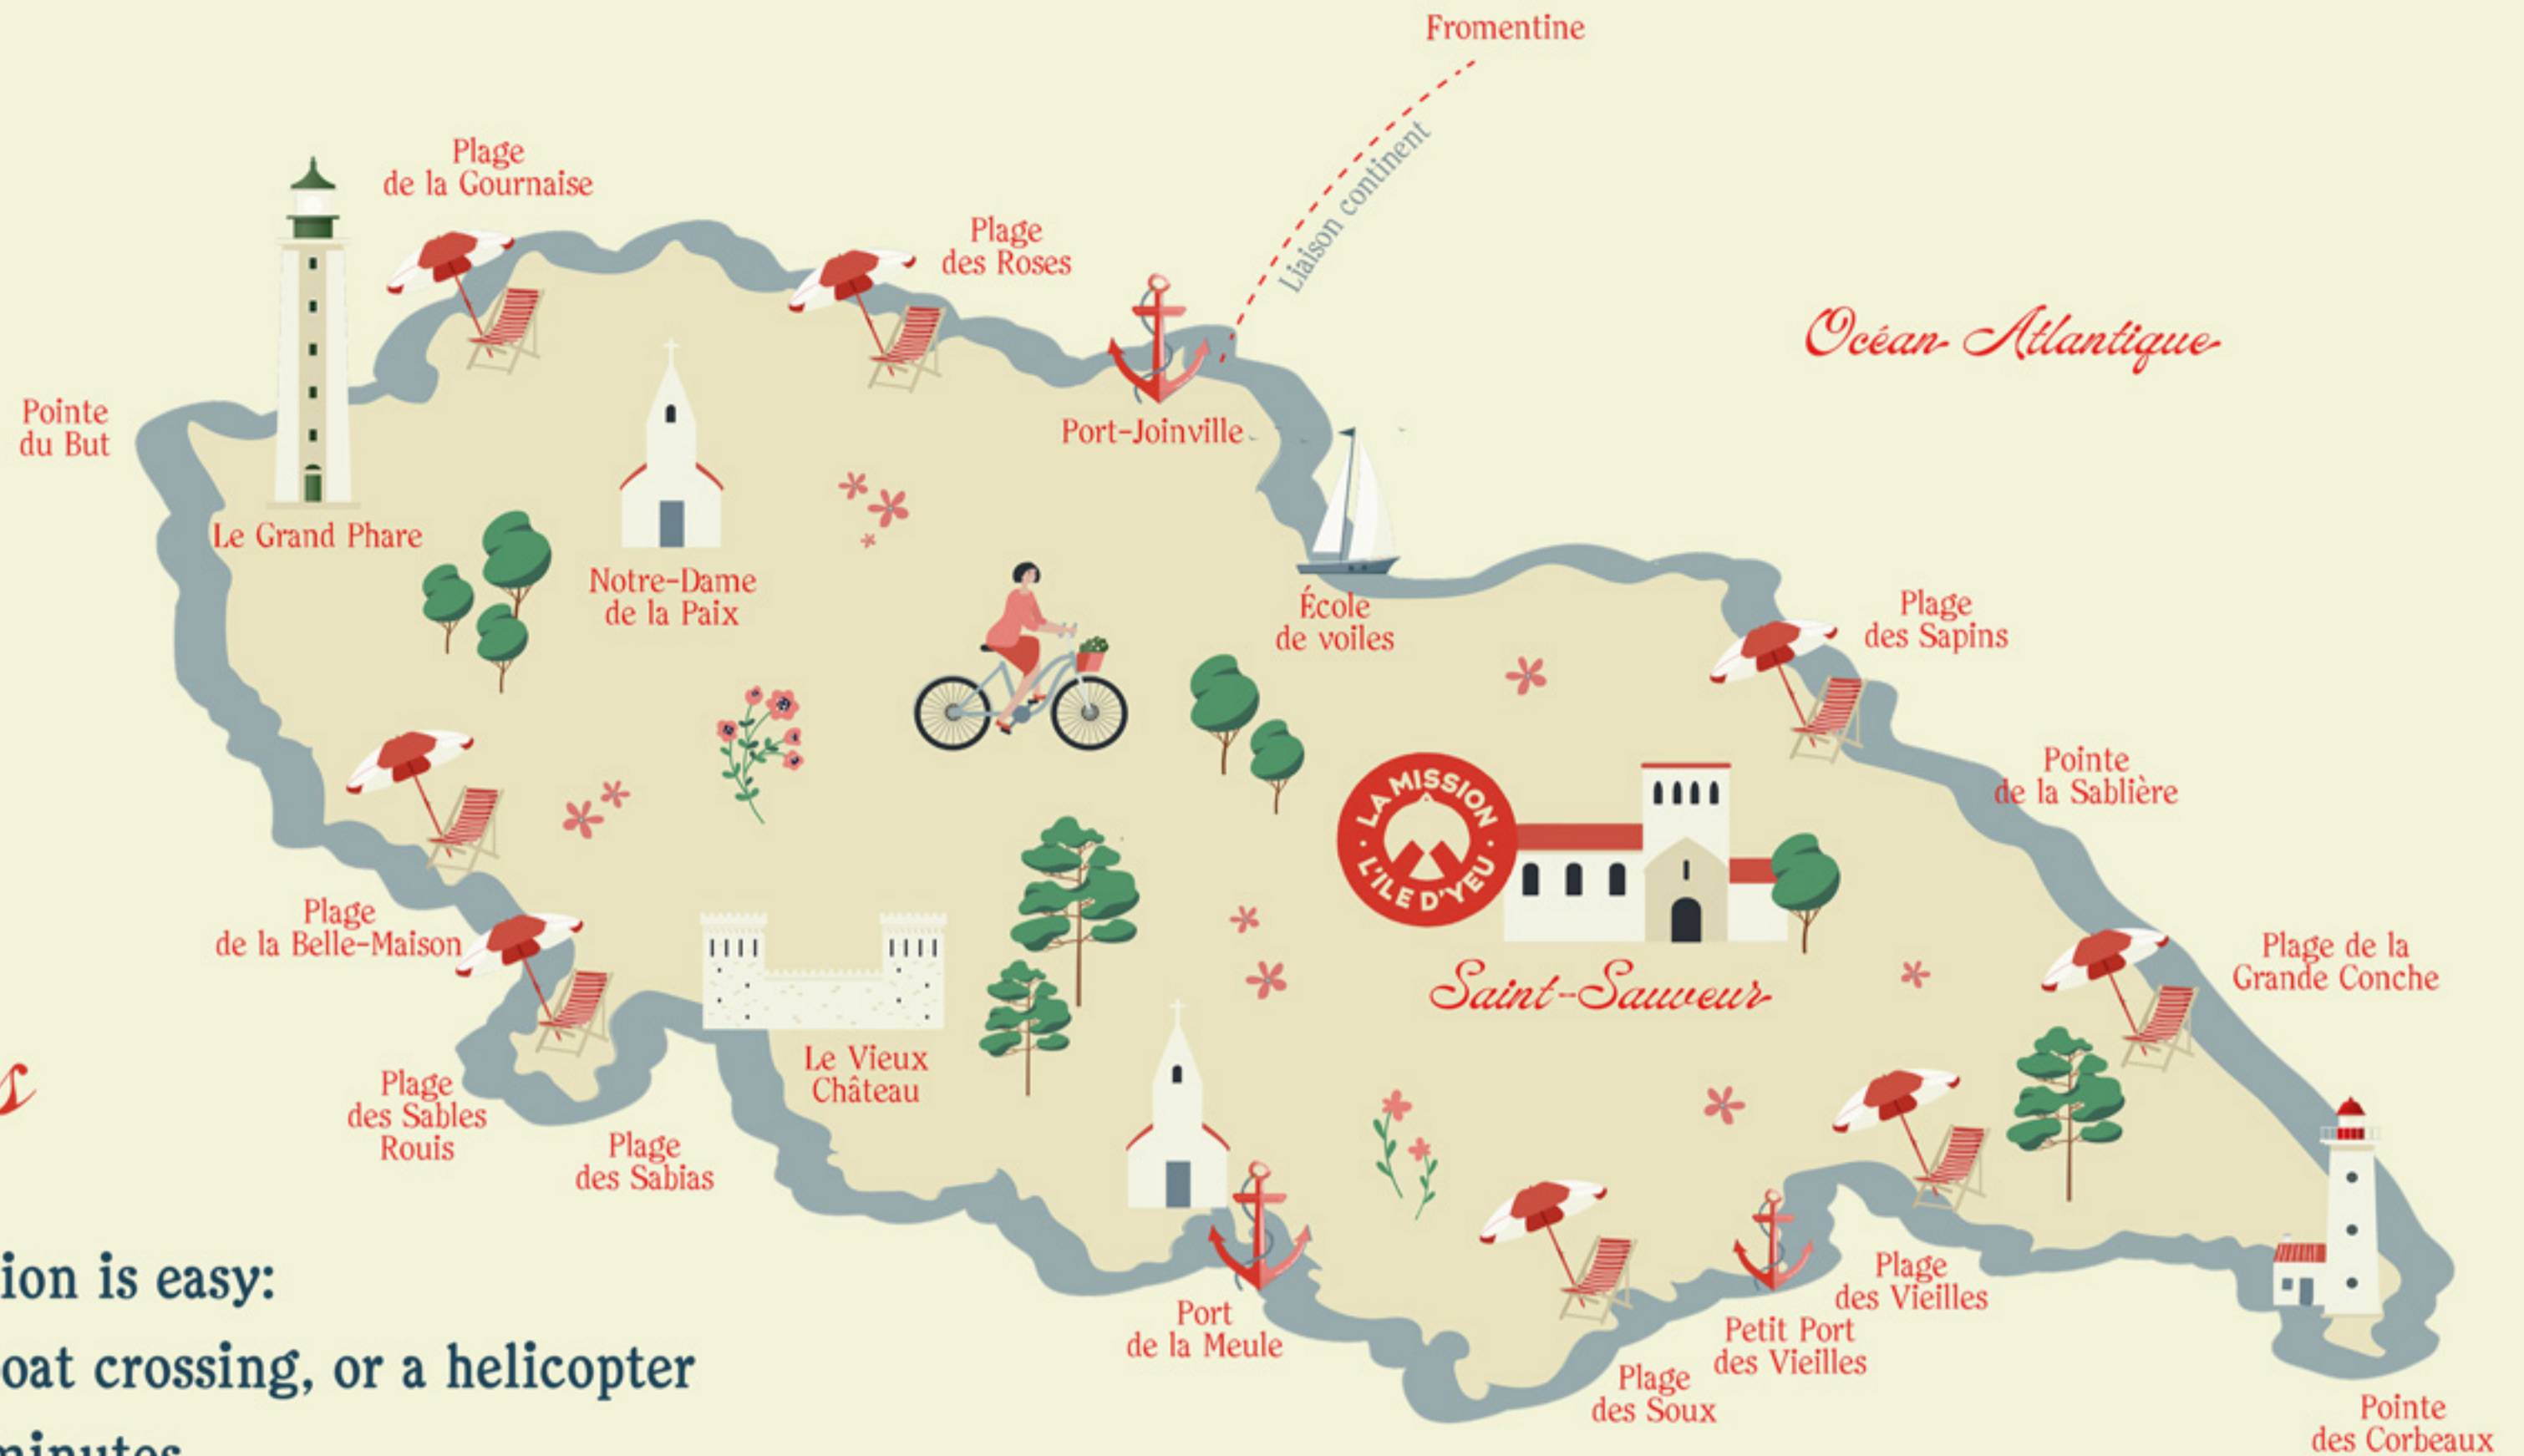 Fromentine
Liaison continent
Plage
de la Gournaise
Plage
des Roses
Océan Atlantique
Pointe
du But
Port-Joinville
Le Grand Phare
Notre-Dame
de la Paix
École
de voiles
Plage
des Sapins
Pointe
de la Sablière
LA MISSION
L'ILE D'YEU
Plage
de la Belle-Maison
Saint-Sauveur
Plage de la
Grande Conche
Le Vieux
Château
Plage
des Sables
Rouis
Plage
des Sabias
Port
de la Meule
Plage
des Vieilles
Petit Port
des Vieilles
Plage
des Soux
Pointe
des Corbeaux
ion is easy:
oat crossing, or a helicopter